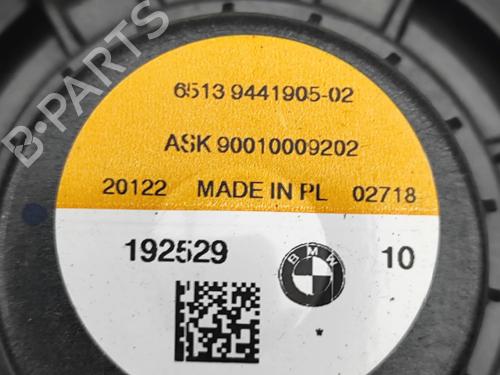 6513 9441905-02
ASK 90010009202
20122 MADE IN PL 02718
192529 BMW 10
B-PARTS